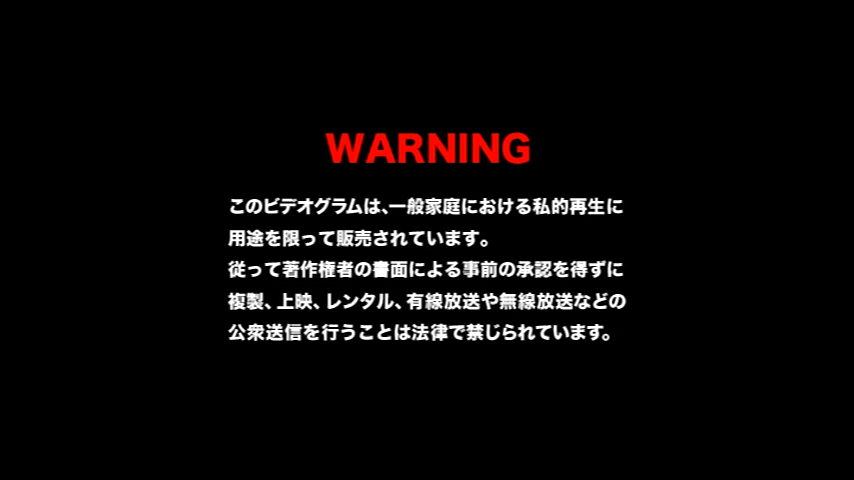 WARNING
このビデオグラムは、一般家庭における私的再生に
用途を限って販売されています。
従って著作権者の書面による事前の承認を得ずに
複製、上映、レンタル、有線放送や無線放送などの
公衆送信を行うことは法律で禁じられています。